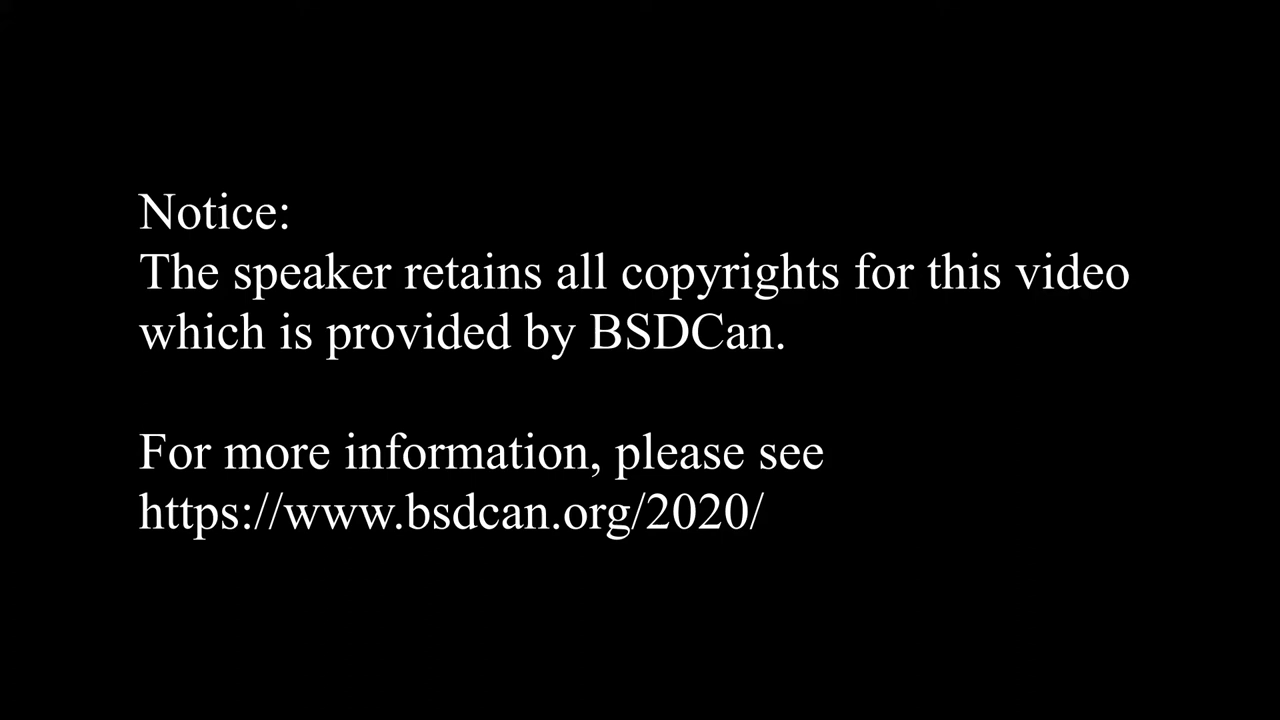 Notice:
The speaker retains all copyrights for this video
which is provided by BSDCan.
For more information, please see
https://www.bsdcan.org/2020/